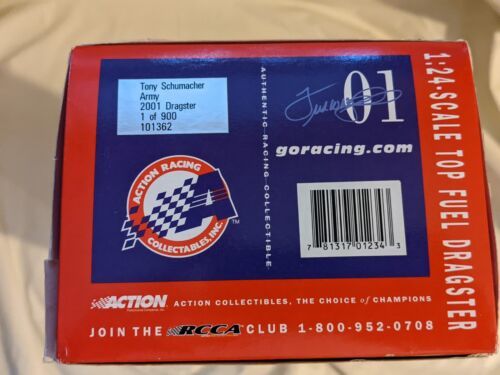 Tony Schumacher
Army
2001 Dragster
1 of 900
101362
AUTHENTIC RACING COLLECTIBLE
01
goracing.com
1:24-SCALE TOP FUEL DRAGSTER
ACTION RACING
COLLECTABLES, INC.
TM
7 81317 01234 3
ACTION
ACTION COLLECTIBLES, THE CHOICE of CHAMPIONS
JOIN THE RCCA CLUB 1-800-952-0708